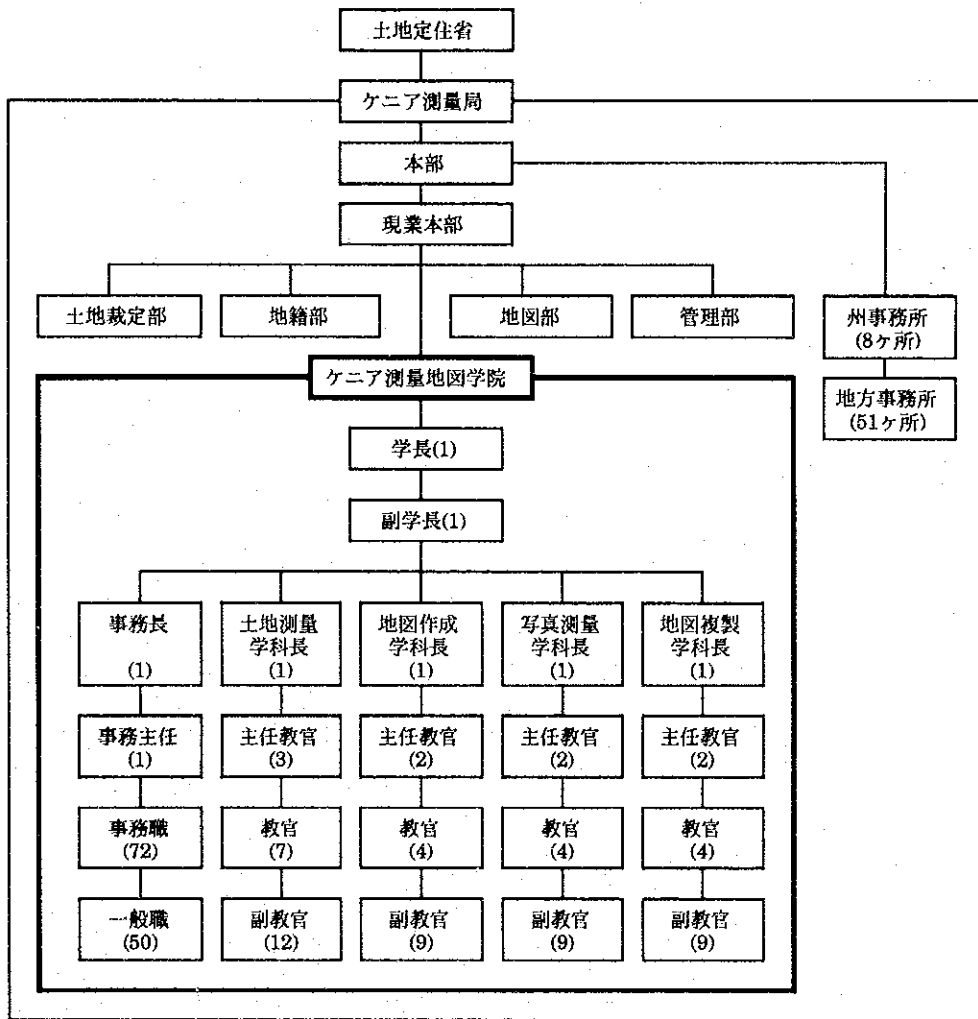 土地定住省
ケニア測量局
本部
現業本部
土地裁定部
地籍部
地図部
管理部
州事務所
(8ヶ所)
地方事務所
(51ヶ所)
ケニア測量地図学院
学長(1)
副学長(1)
事務長
(1)
土地測量
学科長
(1)
地図作成
学科長
(1)
写真測量
学科長
(1)
地図複製
学科長
(1)
事務主任
(1)
主任教官
(3)
主任教官
(2)
主任教官
(2)
主任教官
(2)
事務職
(72)
教官
(7)
教官
(4)
教官
(4)
教官
(4)
一般職
(50)
副教官
(12)
副教官
(9)
副教官
(9)
副教官
(9)